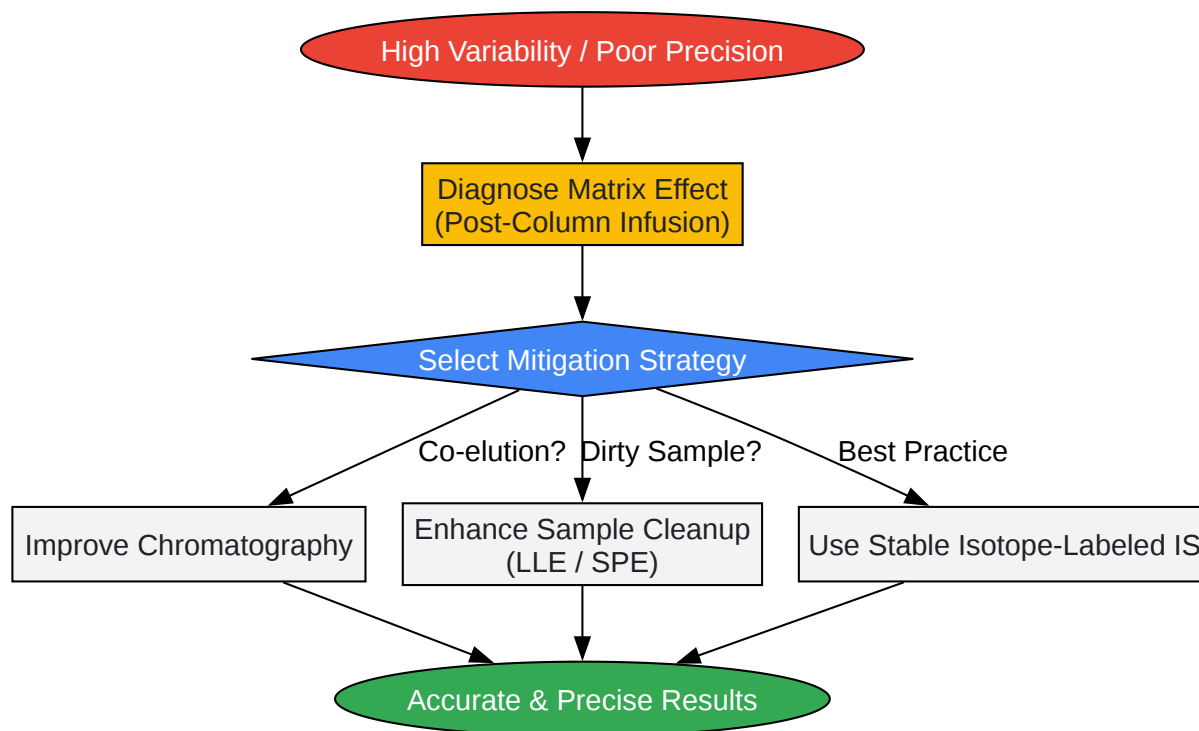 High Variability / Poor Precision
Diagnose Matrix Effect
(Post-Column Infusion)
Select Mitigation Strategy
Co-elution?
Dirty Sample?
Best Practice
Improve Chromatography
Enhance Sample Cleanup
(LLE / SPE)
Use Stable Isotope-Labeled IS
Accurate & Precise Results